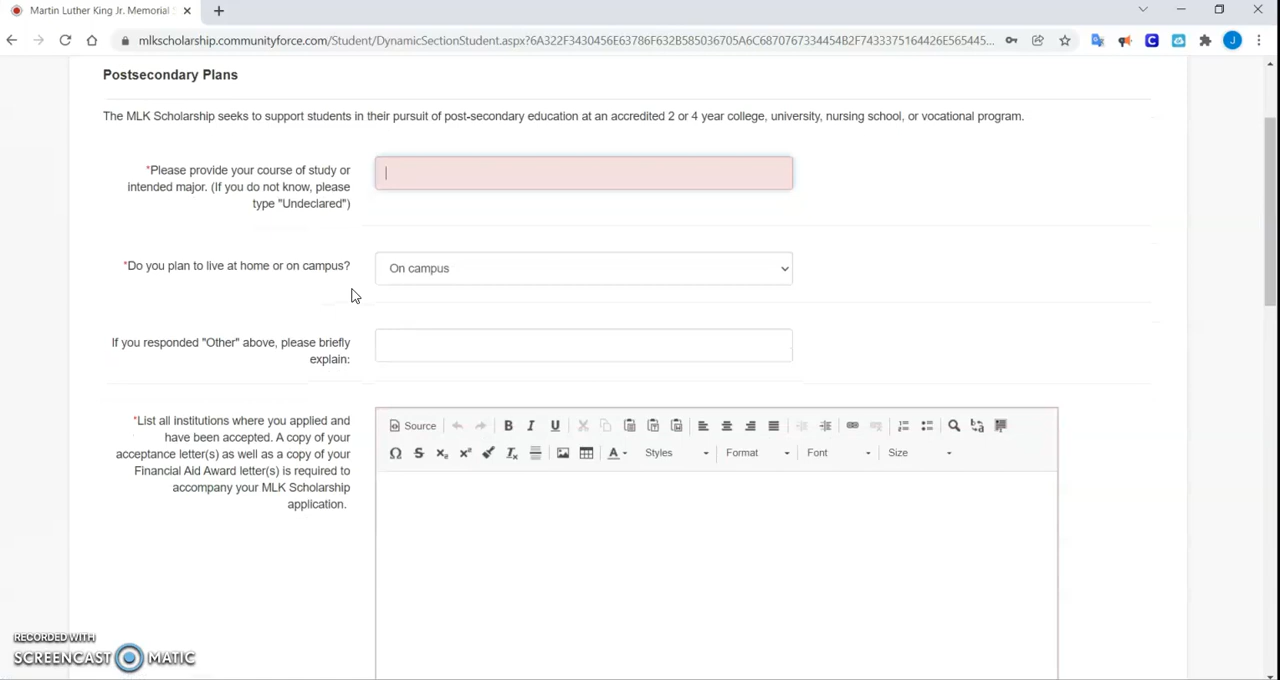 Martin Luther King Jr. Memorial S
mlkscholarship.communityforce.com/Student/DynamicSectionStudent.aspx?6A322F3430456E63786F632B585036705A6C6870767334454B2F7433375164426E565445...
J
Postsecondary Plans
The MLK Scholarship seeks to support students in their pursuit of post-secondary education at an accredited 2 or 4 year college, university, nursing school, or vocational program.
*Please provide your course of study or
intended major. (If you do not know, please
type "Undeclared")
*Do you plan to live at home or on campus?
On campus
If you responded "Other" above, please briefly
explain:
*List all institutions where you applied and
have been accepted. A copy of your
acceptance letter(s) as well as a copy of your
Financial Aid Award letter(s) is required to
accompany your MLK Scholarship
application.
Source
Styles
Format
Font
Size
RECORDED WITH
SCREENCAST MATIC